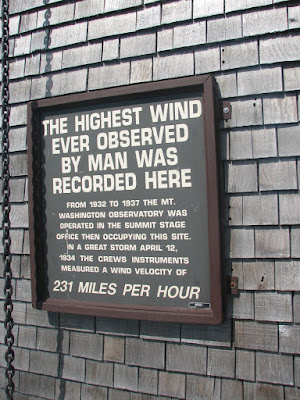 THE HIGHEST WIND
EVER OBSERVED
BY MAN WAS
RECORDED HERE
FROM 1932 TO 1937 THE MT.
WASHINGTON OBSERVATORY WAS
OPERATED IN THE SUMMIT STAGE
OFFICE THEN OCCUPYING THIS SITE.
IN A GREAT STORM APRIL 12,
1934 THE CREWS INSTRUMENTS
MEASURED A WIND VELOCITY OF
231 MILES PER HOUR